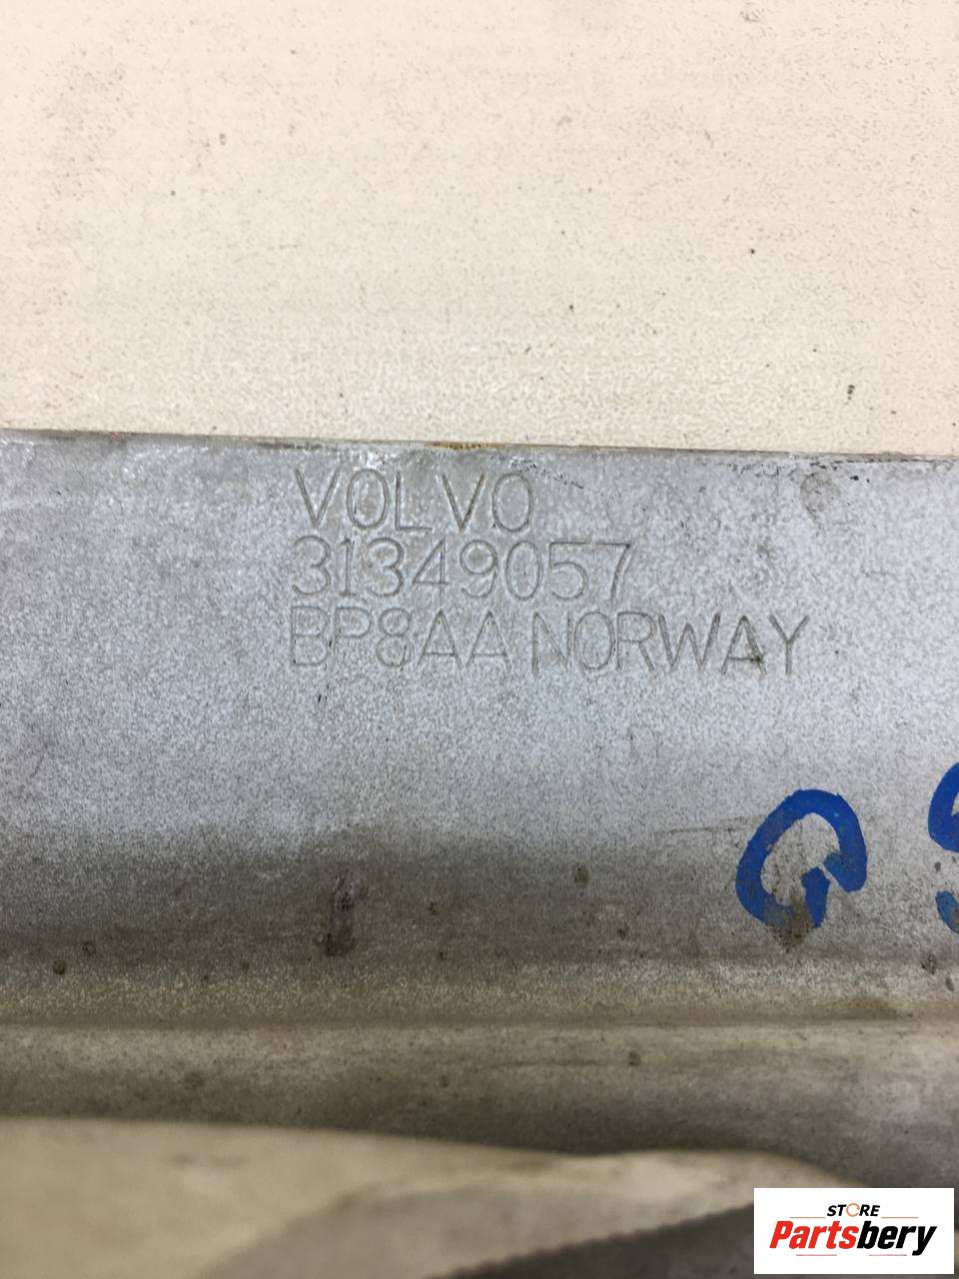 VOLVO
31349057
BP8AA NORWAY
STORE
Partsbery